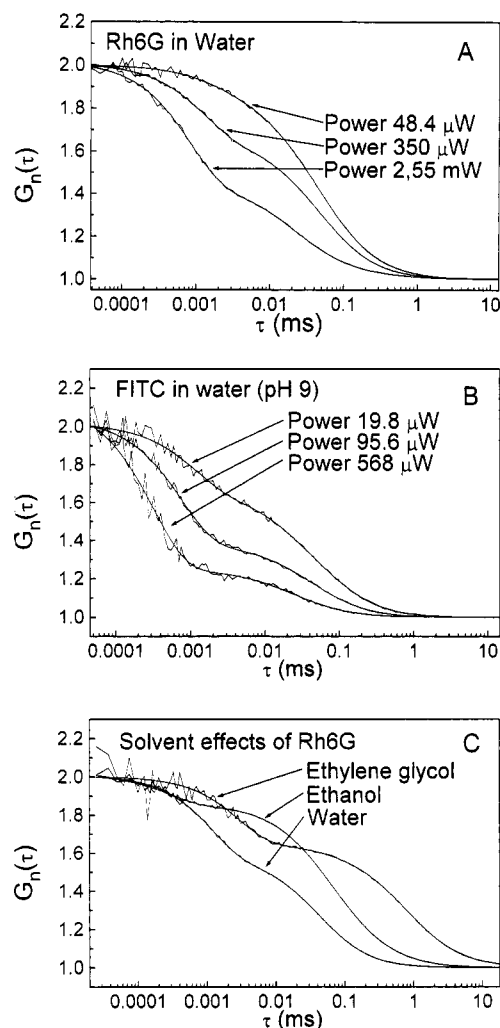 Rh6G in Water
A
Power 48.4 μW
Power 350 μW
Power 2,55 mW
Gn(τ)
2.0
1.8
1.6
1.4
1.2
1.0
0.0001 0.001 0.01 0.1 1 10
τ (ms)
FITC in water (pH 9)
B
Power 19.8 μW
Power 95.6 μW
Power 568 μW
Gn(τ)
2.2
2.0
1.8
1.6
1.4
1.2
1.0
0.0001 0.001 0.01 0.1 1 10
τ (ms)
Solvent effects of Rh6G
C
Ethylene glycol
Ethanol
Water
Gn(τ)
2.2
2.0
1.8
1.6
1.4
1.2
1.0
0.0001 0.001 0.01 0.1 1 10
τ (ms)